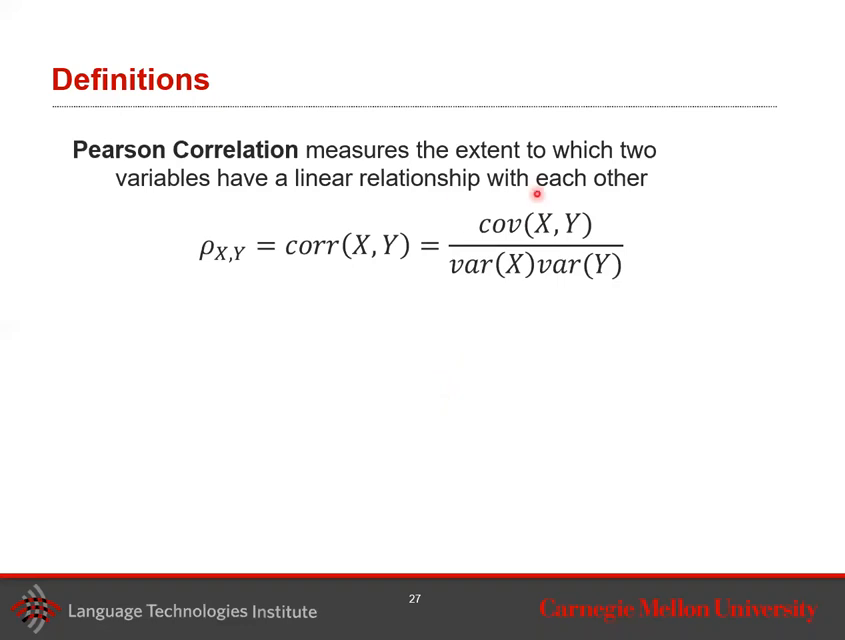 Definitions
Pearson Correlation measures the extent to which two
variables have a linear relationship with each other
ρ_{X,Y} = corr(X, Y) = \frac{cov(X, Y)}{var(X)var(Y)}
27
Language Technologies Institute
Carnegie Mellon University